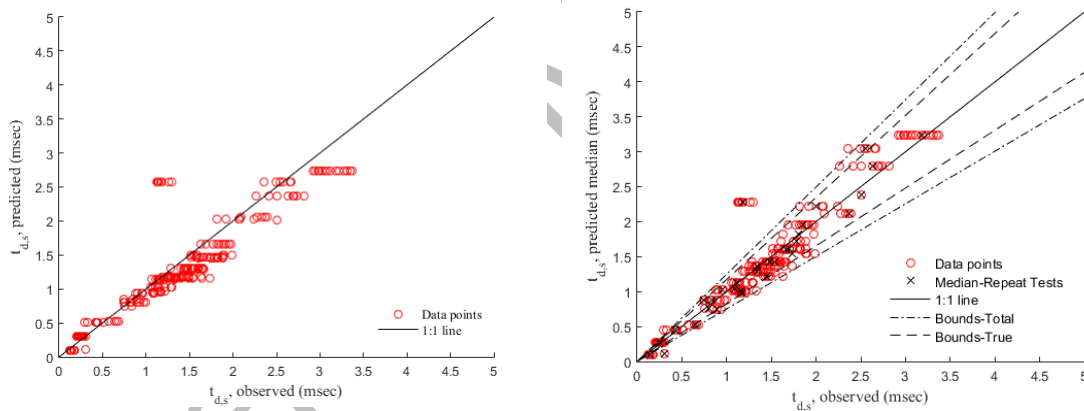 5
4.5
4
3.5
3
2.5
2
1.5
1
0.5
0
t_d,s, predicted (msec)
Data points
1:1 line
0 0.5 1 1.5 2 2.5 3 3.5 4 4.5 5
t_d,s, observed (msec)
5
4.5
4
3.5
3
2.5
2
1.5
1
0.5
0
t_d,s, predicted median (msec)
Data points
Median-Repeat Tests
1:1 line
Bounds-Total
Bounds-True
0 0.5 1 1.5 2 2.5 3 3.5 4 4.5 5
t_d,s, observed (msec)